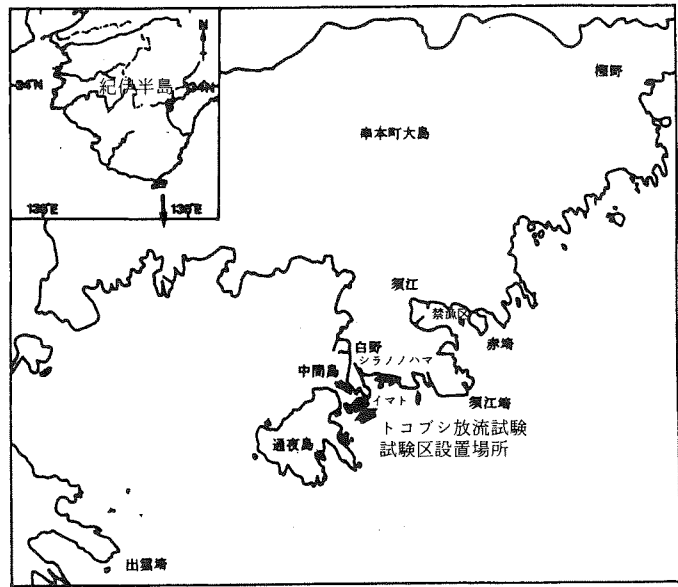 N
34°N
紀伊半島
34°N
135°E
136°E
樫野
串本町大島
須江
禁漁区
赤埼
白野
シラノノハマ
中間島
イマト
須江埼
トコブシ放流試験
試験区設置場所
通夜島
出雲埼